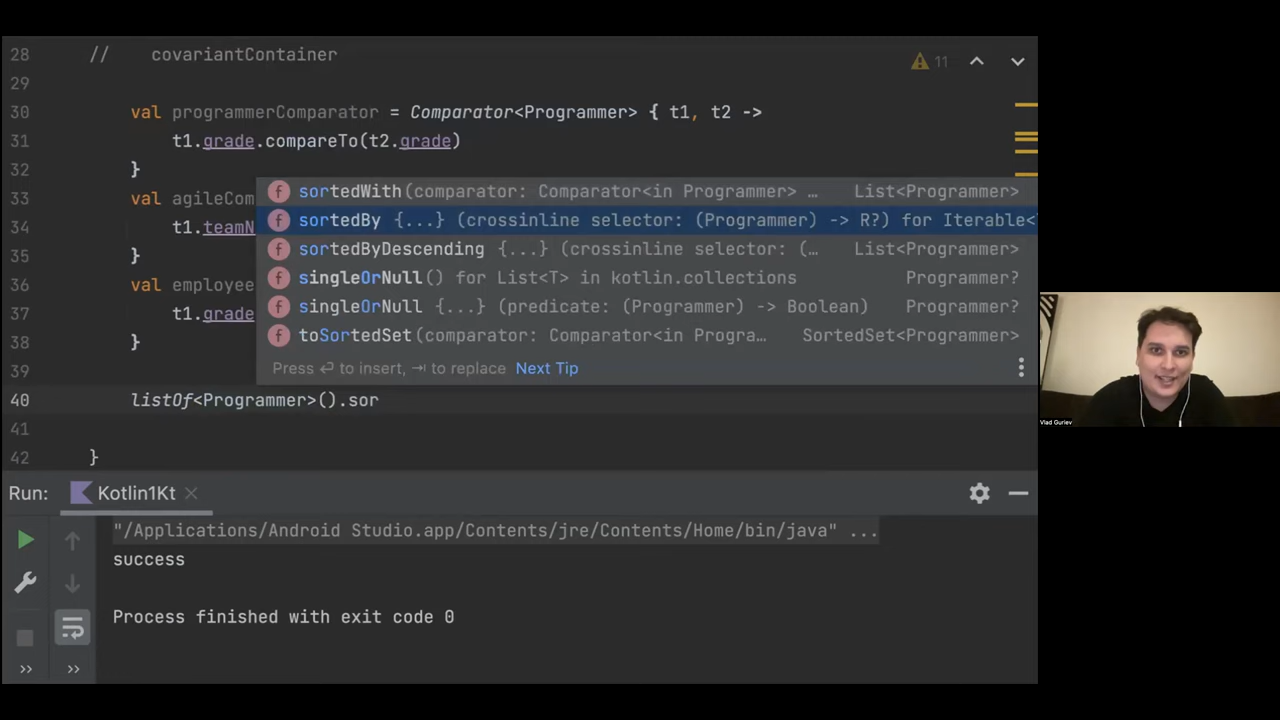 28 // covariantContainer
29
30 val programmerComparator = Comparator<Programmer> { t1, t2 ->
31 t1.grade.compareTo(t2.grade)
32 }
33 val agileCom
34 t1.teamN
35 }
36 val employee
37 t1.grade
38 }
39
40 listOf<Programmer>().sor
41
42 }
11
f sortedWith(comparator: Comparator<in Programmer> … List<Programmer>
f sortedBy {...} (crossinline selector: (Programmer) -> R?) for Iterable<
f sortedByDescending {...} (crossinline selector: (… List<Programmer>
f singleOrNull() for List<T> in kotlin.collections Programmer?
f singleOrNull {...} (predicate: (Programmer) -> Boolean) Programmer?
f toSortedSet(comparator: Comparator<in Progra… SortedSet<Programmer>
Press ⏎ to insert, ⇥ to replace Next Tip
Run: Kotlin1Kt
"/Applications/Android Studio.app/Contents/jre/Contents/Home/bin/java" ...
success
Process finished with exit code 0
Vlad Guriev